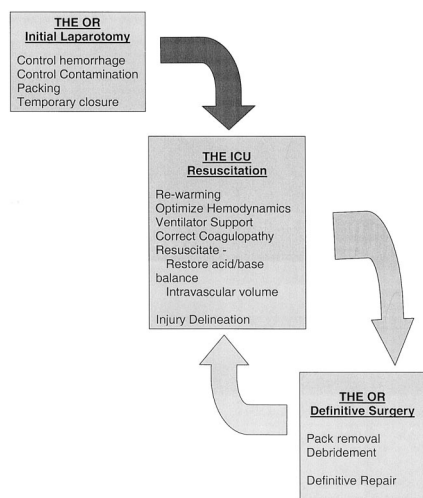 THE OR
Initial Laparotomy
Control hemorrhage
Control Contamination
Packing
Temporary closure
THE ICU
Resuscitation
Re-warming
Optimize Hemodynamics
Ventilator Support
Correct Coagulopathy
Resuscitate -
Restore acid/base
balance
Intravascular volume
Injury Delineation
THE OR
Definitive Surgery
Pack removal
Debridement
Definitive Repair